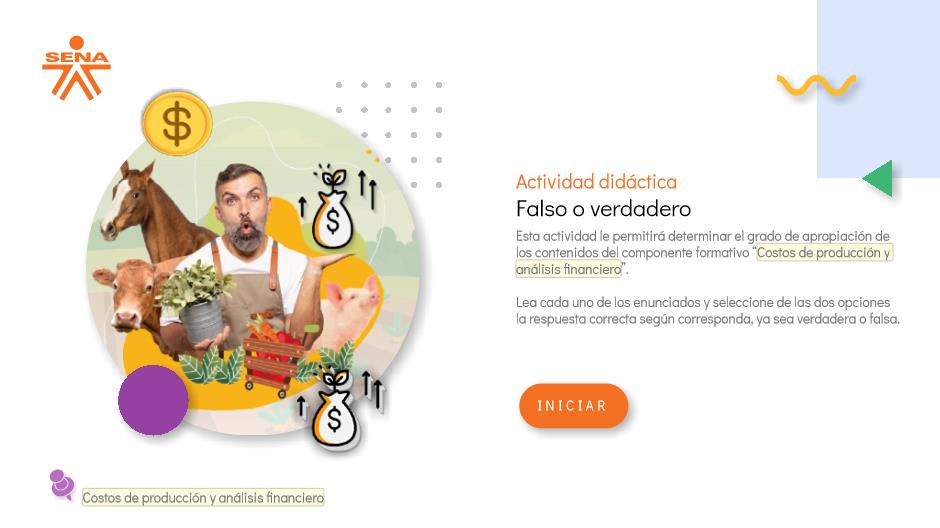 SENA
$
$
Actividad didáctica
Falso o verdadero
Esta actividad le permitirá determinar el grado de apropiación de
los contenidos del componente formativo “Costos de producción y
análisis financiero”.
Lea cada uno de los enunciados y seleccione de las dos opciones
la respuesta correcta según corresponda, ya sea verdadera o falsa.
$
INICIAR
Costos de producción y análisis financiero